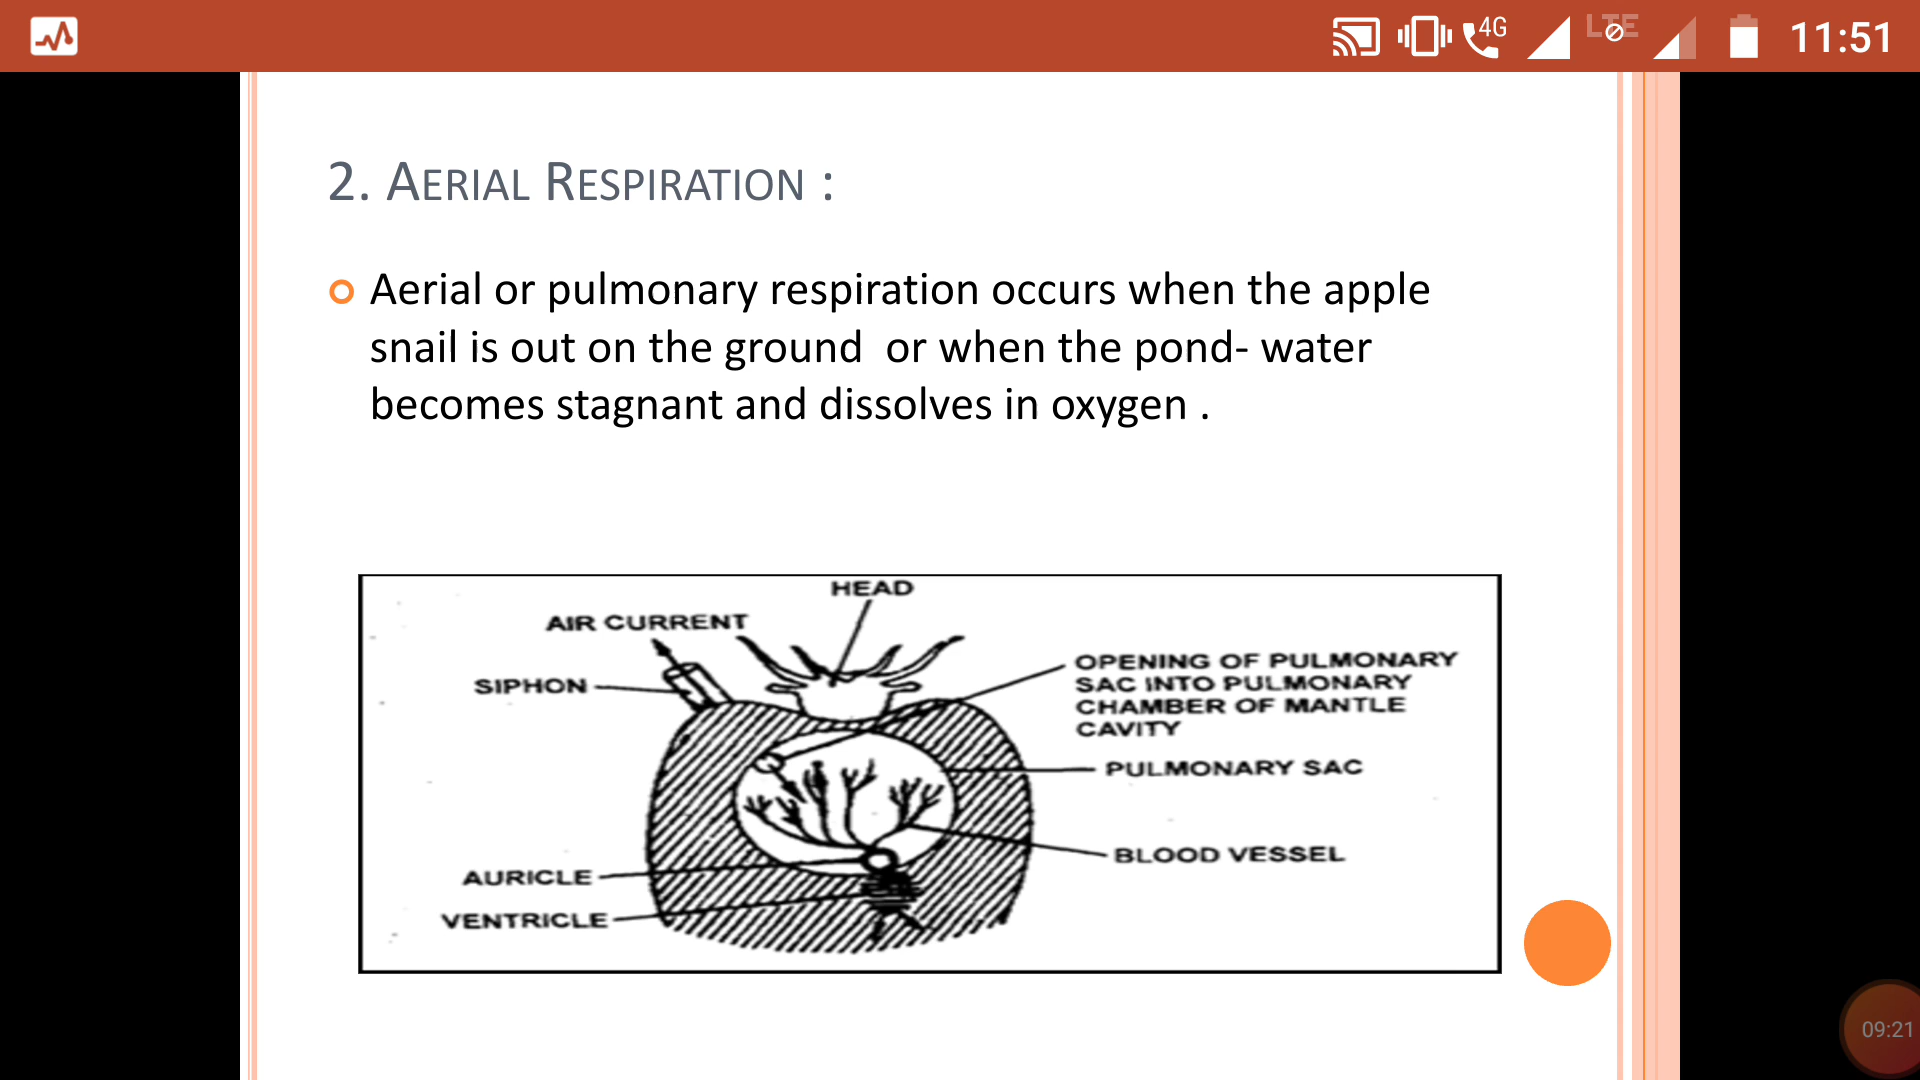 4G
LTE
11:51
2. AERIAL RESPIRATION :
Aerial or pulmonary respiration occurs when the apple
snail is out on the ground or when the pond- water
becomes stagnant and dissolves in oxygen .
HEAD
AIR CURRENT
SIPHON
OPENING OF PULMONARY
SAC INTO PULMONARY
CHAMBER OF MANTLE
CAVITY
PULMONARY SAC
BLOOD VESSEL
AURICLE
VENTRICLE
09:21